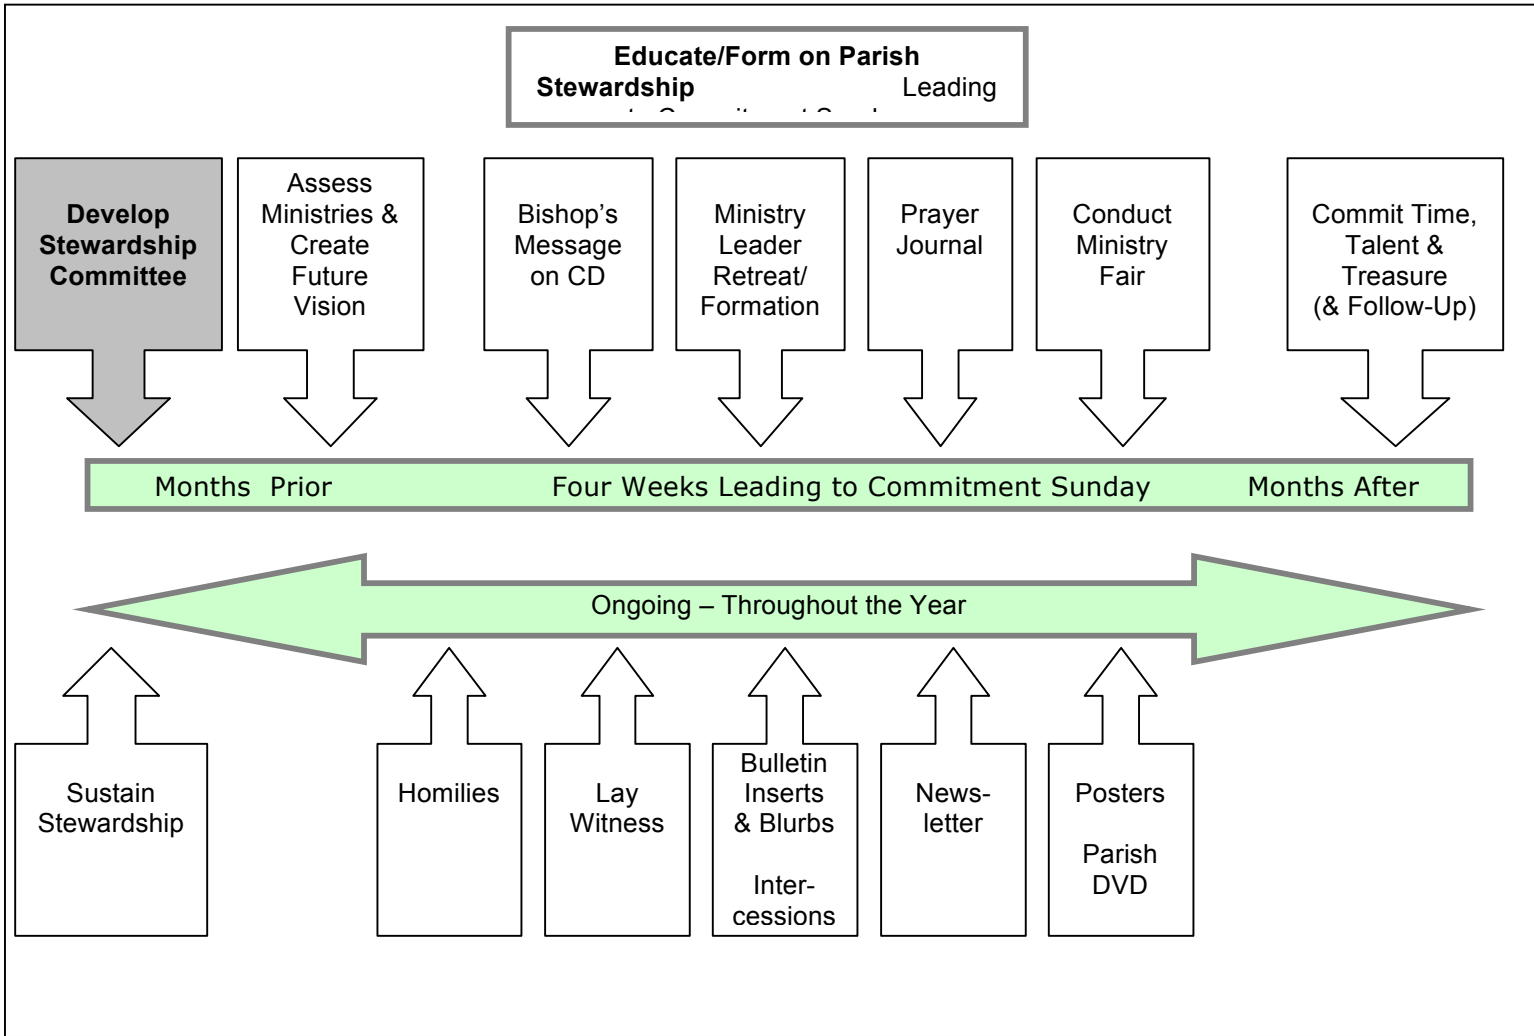 Educate/Form on Parish
Stewardship Leading
Develop
Stewardship
Committee
Assess
Ministries &
Create
Future
Vision
Bishop's
Message
on CD
Ministry
Leader
Retreat/
Formation
Prayer
Journal
Conduct
Ministry
Fair
Commit Time,
Talent &
Treasure
(& Follow-Up)
Months Prior Four Weeks Leading to Commitment Sunday Months After
Ongoing – Throughout the Year
Sustain
Stewardship
Homilies
Lay
Witness
Bulletin
Inserts
& Blurbs
Inter-
cessions
News-
letter
Posters
Parish
DVD